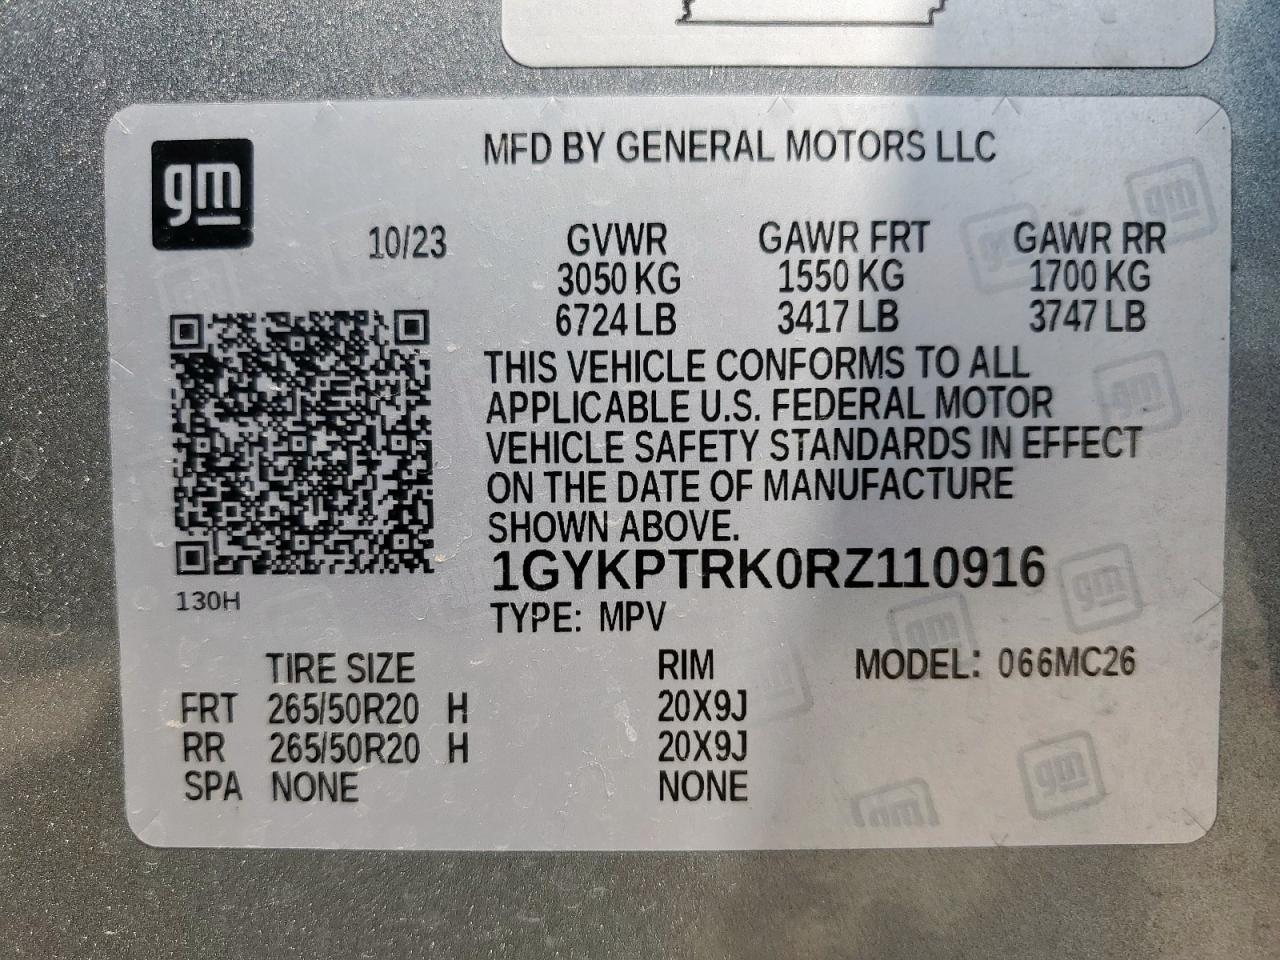 gm
MFD BY GENERAL MOTORS LLC
10/23
GVWR GAWR FRT GAWR RR
3050 KG 1550 KG 1700 KG
6724 LB 3417 LB 3747 LB
THIS VEHICLE CONFORMS TO ALL
APPLICABLE U.S. FEDERAL MOTOR
VEHICLE SAFETY STANDARDS IN EFFECT
ON THE DATE OF MANUFACTURE
SHOWN ABOVE.
1GYKPTRK0RZ110916
130H
TYPE: MPV
TIRE SIZE RIM MODEL: 066MC26
FRT 265/50R20 H 20X9J
RR 265/50R20 H 20X9J
SPA NONE NONE